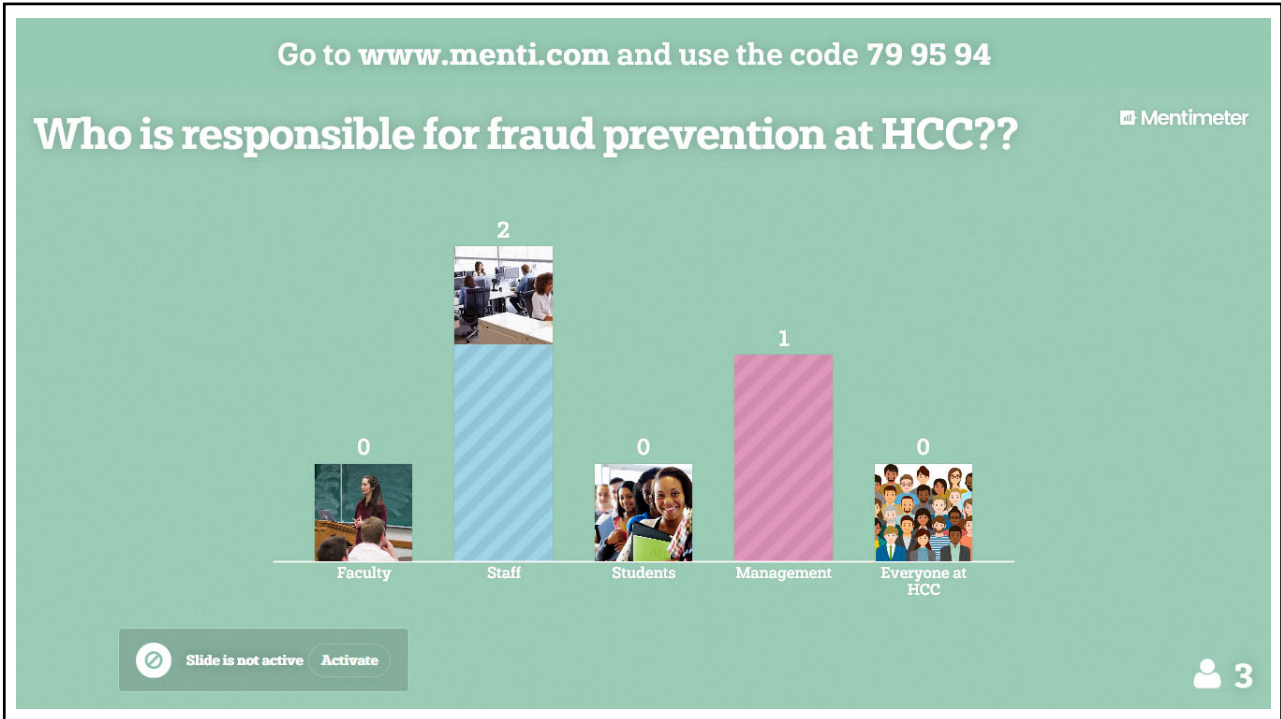 Go to www.menti.com and use the code 79 95 94
Who is responsible for fraud prevention at HCC??
Mentimeter
2
1
0
0
0
Faculty
Staff
Students
Management
Everyone at
HCC
Slide is not active
Activate
3